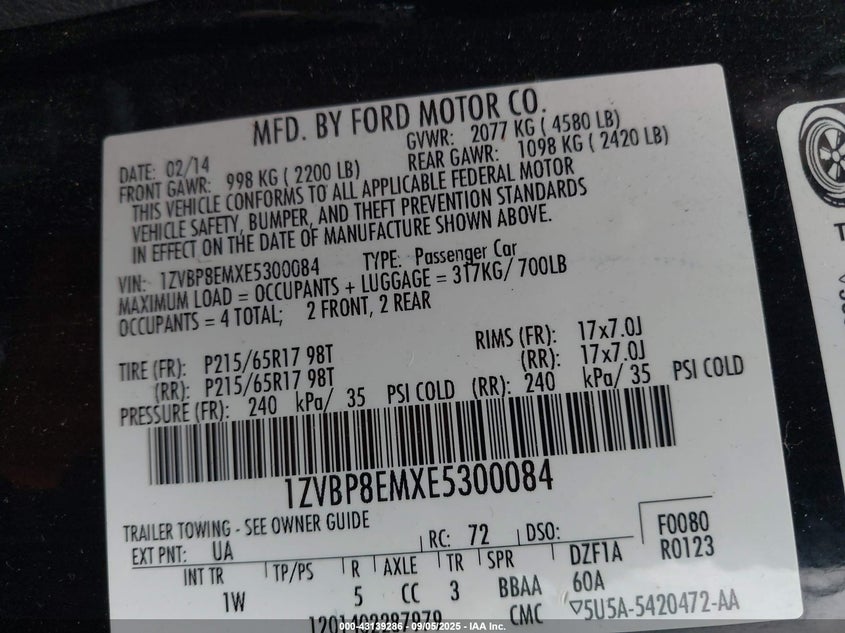 MFD. BY FORD MOTOR CO.
DATE: 02/14 GVWR: 2077 KG ( 4580 LB)
FRONT GAWR: 998 KG ( 2200 LB) REAR GAWR: 1098 KG ( 2420 LB)
THIS VEHICLE CONFORMS TO ALL APPLICABLE FEDERAL MOTOR
VEHICLE SAFETY, BUMPER, AND THEFT PREVENTION STANDARDS
IN EFFECT ON THE DATE OF MANUFACTURE SHOWN ABOVE.
VIN: 1ZVBP8EMXE5300084 TYPE: Passenger Car
MAXIMUM LOAD = OCCUPANTS + LUGGAGE = 317KG/ 700LB
OCCUPANTS = 4 TOTAL; 2 FRONT, 2 REAR
TIRE (FR): P215/65R17 98T RIMS (FR): 17x7.0J
(RR): P215/65R17 98T (RR): 17x7.0J
PRESSURE (FR): 240 kPa/ 35 PSI COLD (RR): 240 kPa/ 35 PSI COLD
1ZVBP8EMXE5300084
TRAILER TOWING - SEE OWNER GUIDE
EXT PNT: UA RC: 72 DSO: F0080
R0123
INT TR TP/PS R AXLE TR SPR DZF1A
1W 5 CC 3 BBAA 60A
CMC ▽5U5A-5420472-AA
000-43139286 - 09/05/2025 - IAA Inc.